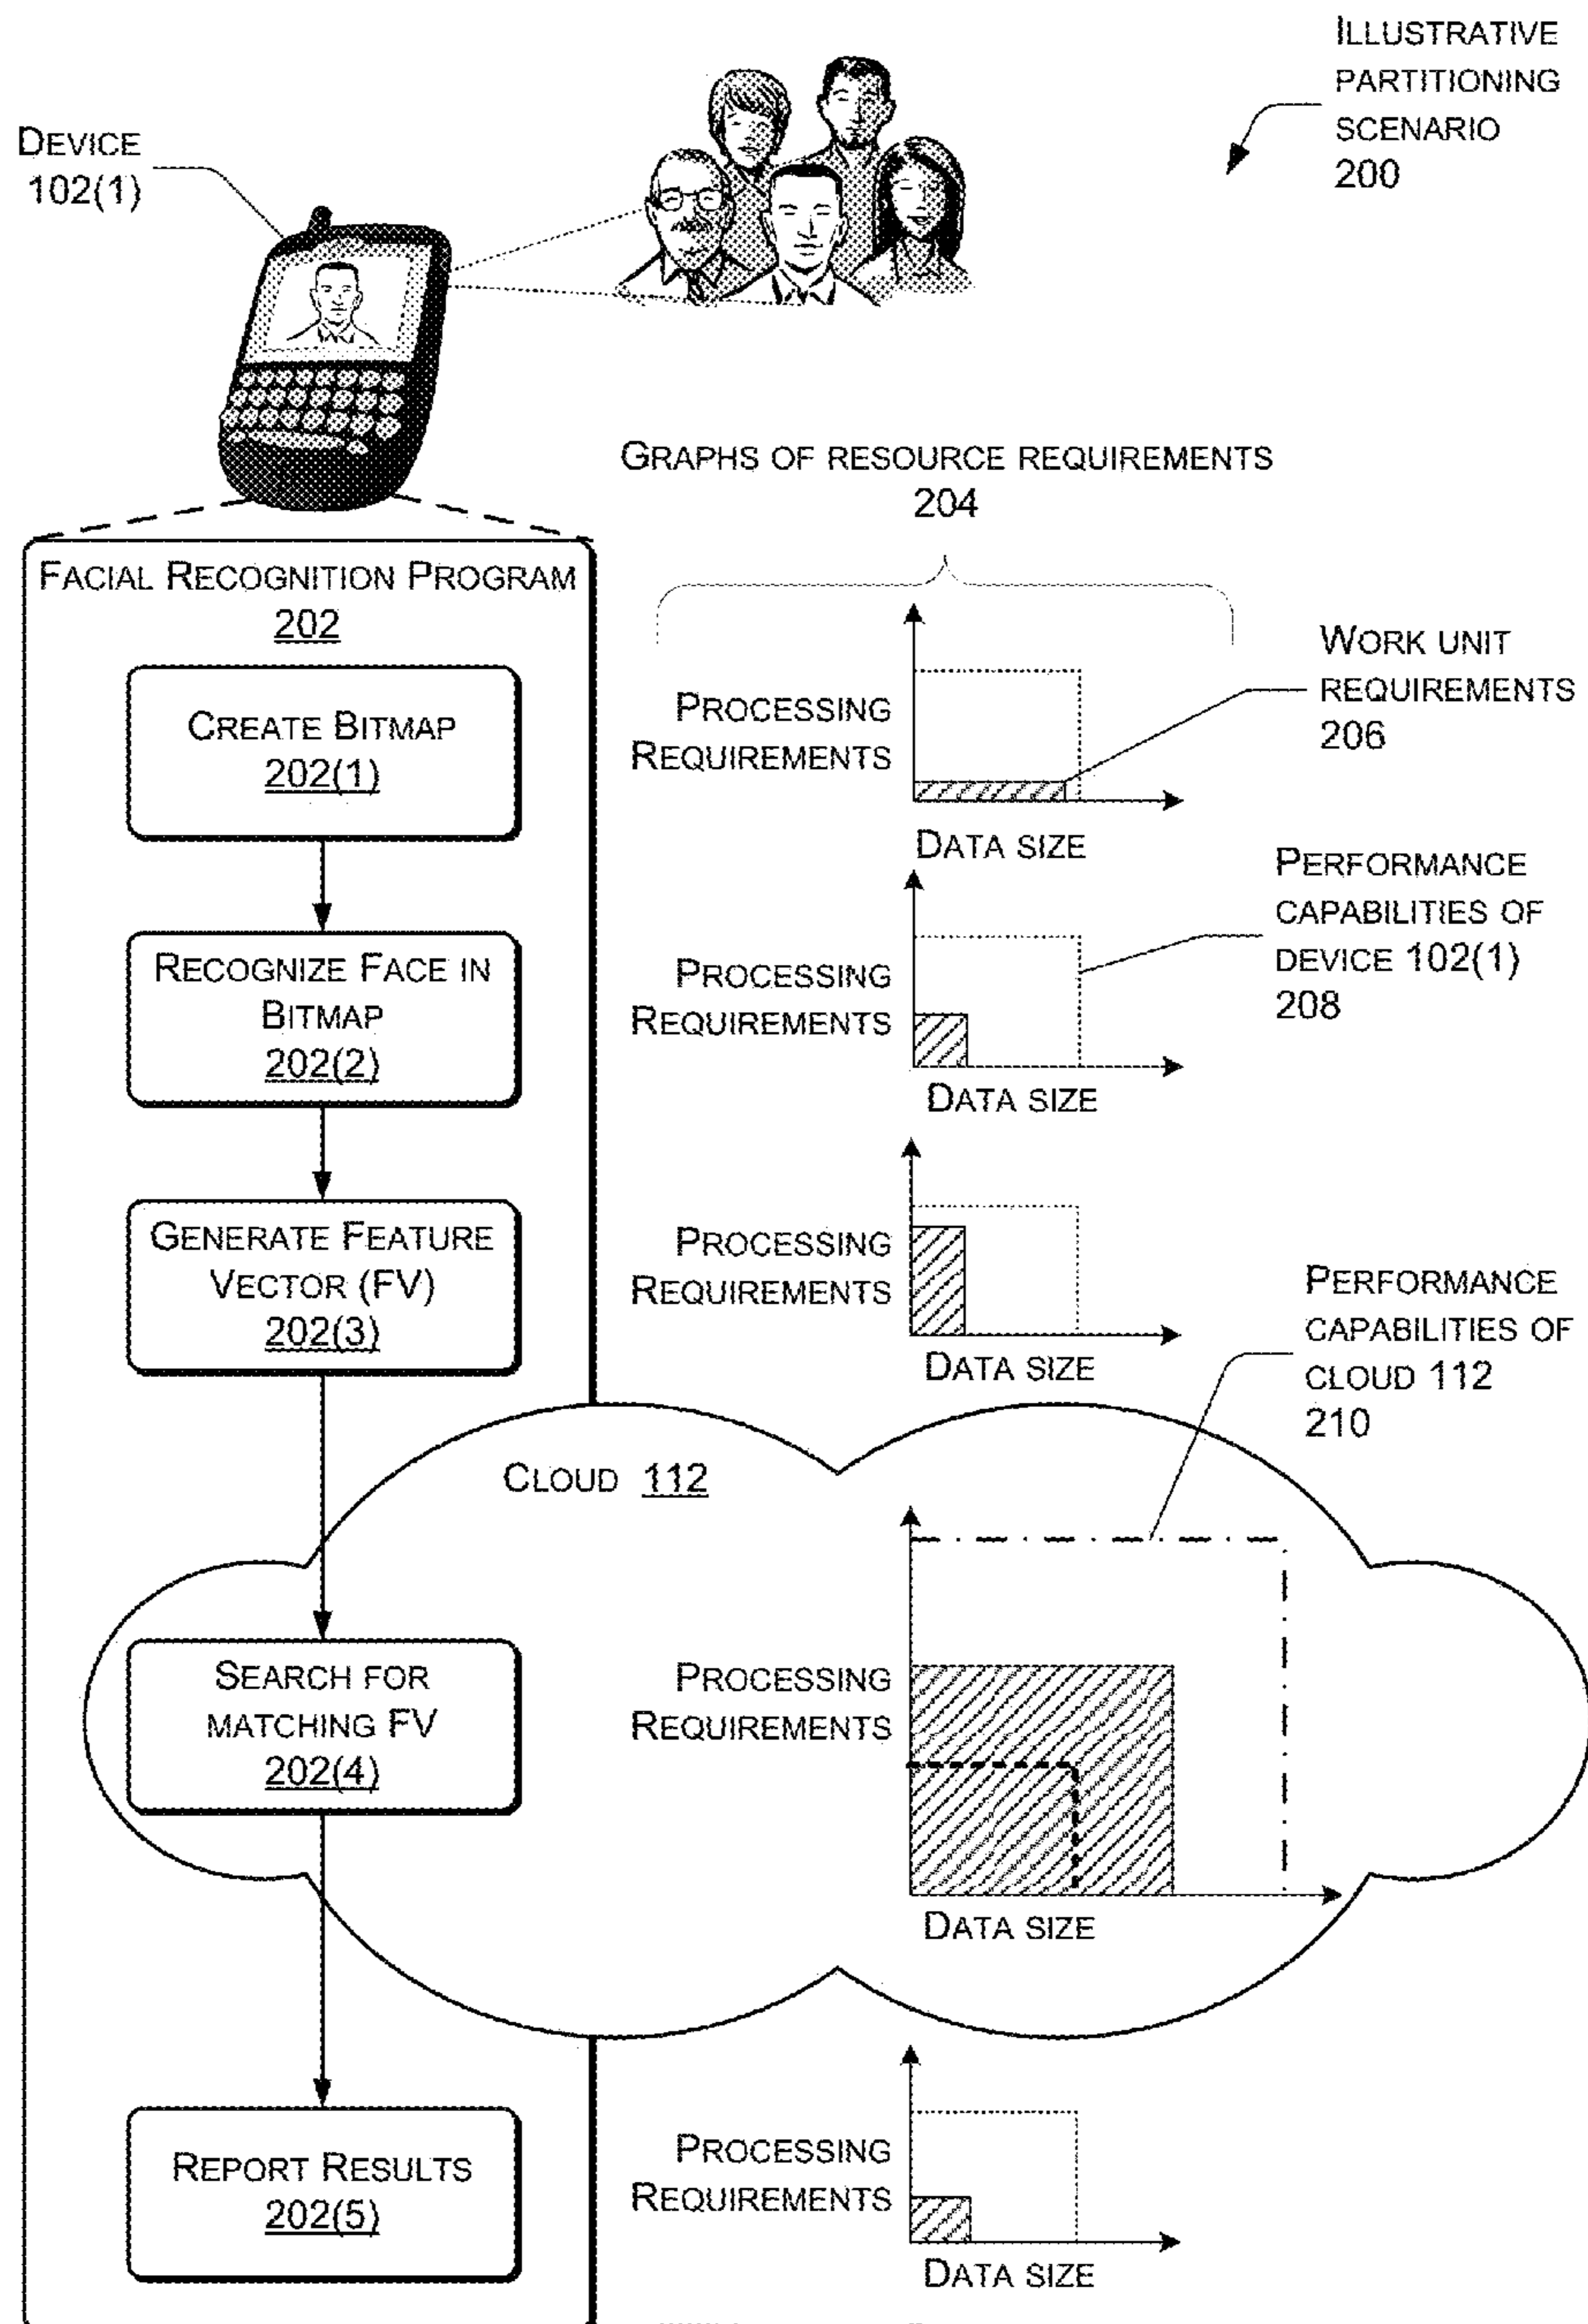 ILLUSTRATIVE
PARTITIONING
SCENARIO
200
DEVICE
102(1)
GRAPHS OF RESOURCE REQUIREMENTS
204
FACIAL RECOGNITION PROGRAM
202
CREATE BITMAP
202(1)
PROCESSING
REQUIREMENTS
DATA SIZE
WORK UNIT
REQUIREMENTS
206
RECOGNIZE FACE IN
BITMAP
202(2)
PROCESSING
REQUIREMENTS
DATA SIZE
PERFORMANCE
CAPABILITIES OF
DEVICE 102(1)
208
GENERATE FEATURE
VECTOR (FV)
202(3)
PROCESSING
REQUIREMENTS
DATA SIZE
PERFORMANCE
CAPABILITIES OF
CLOUD 112
210
CLOUD 112
SEARCH FOR
MATCHING FV
202(4)
PROCESSING
REQUIREMENTS
DATA SIZE
REPORT RESULTS
202(5)
PROCESSING
REQUIREMENTS
DATA SIZE